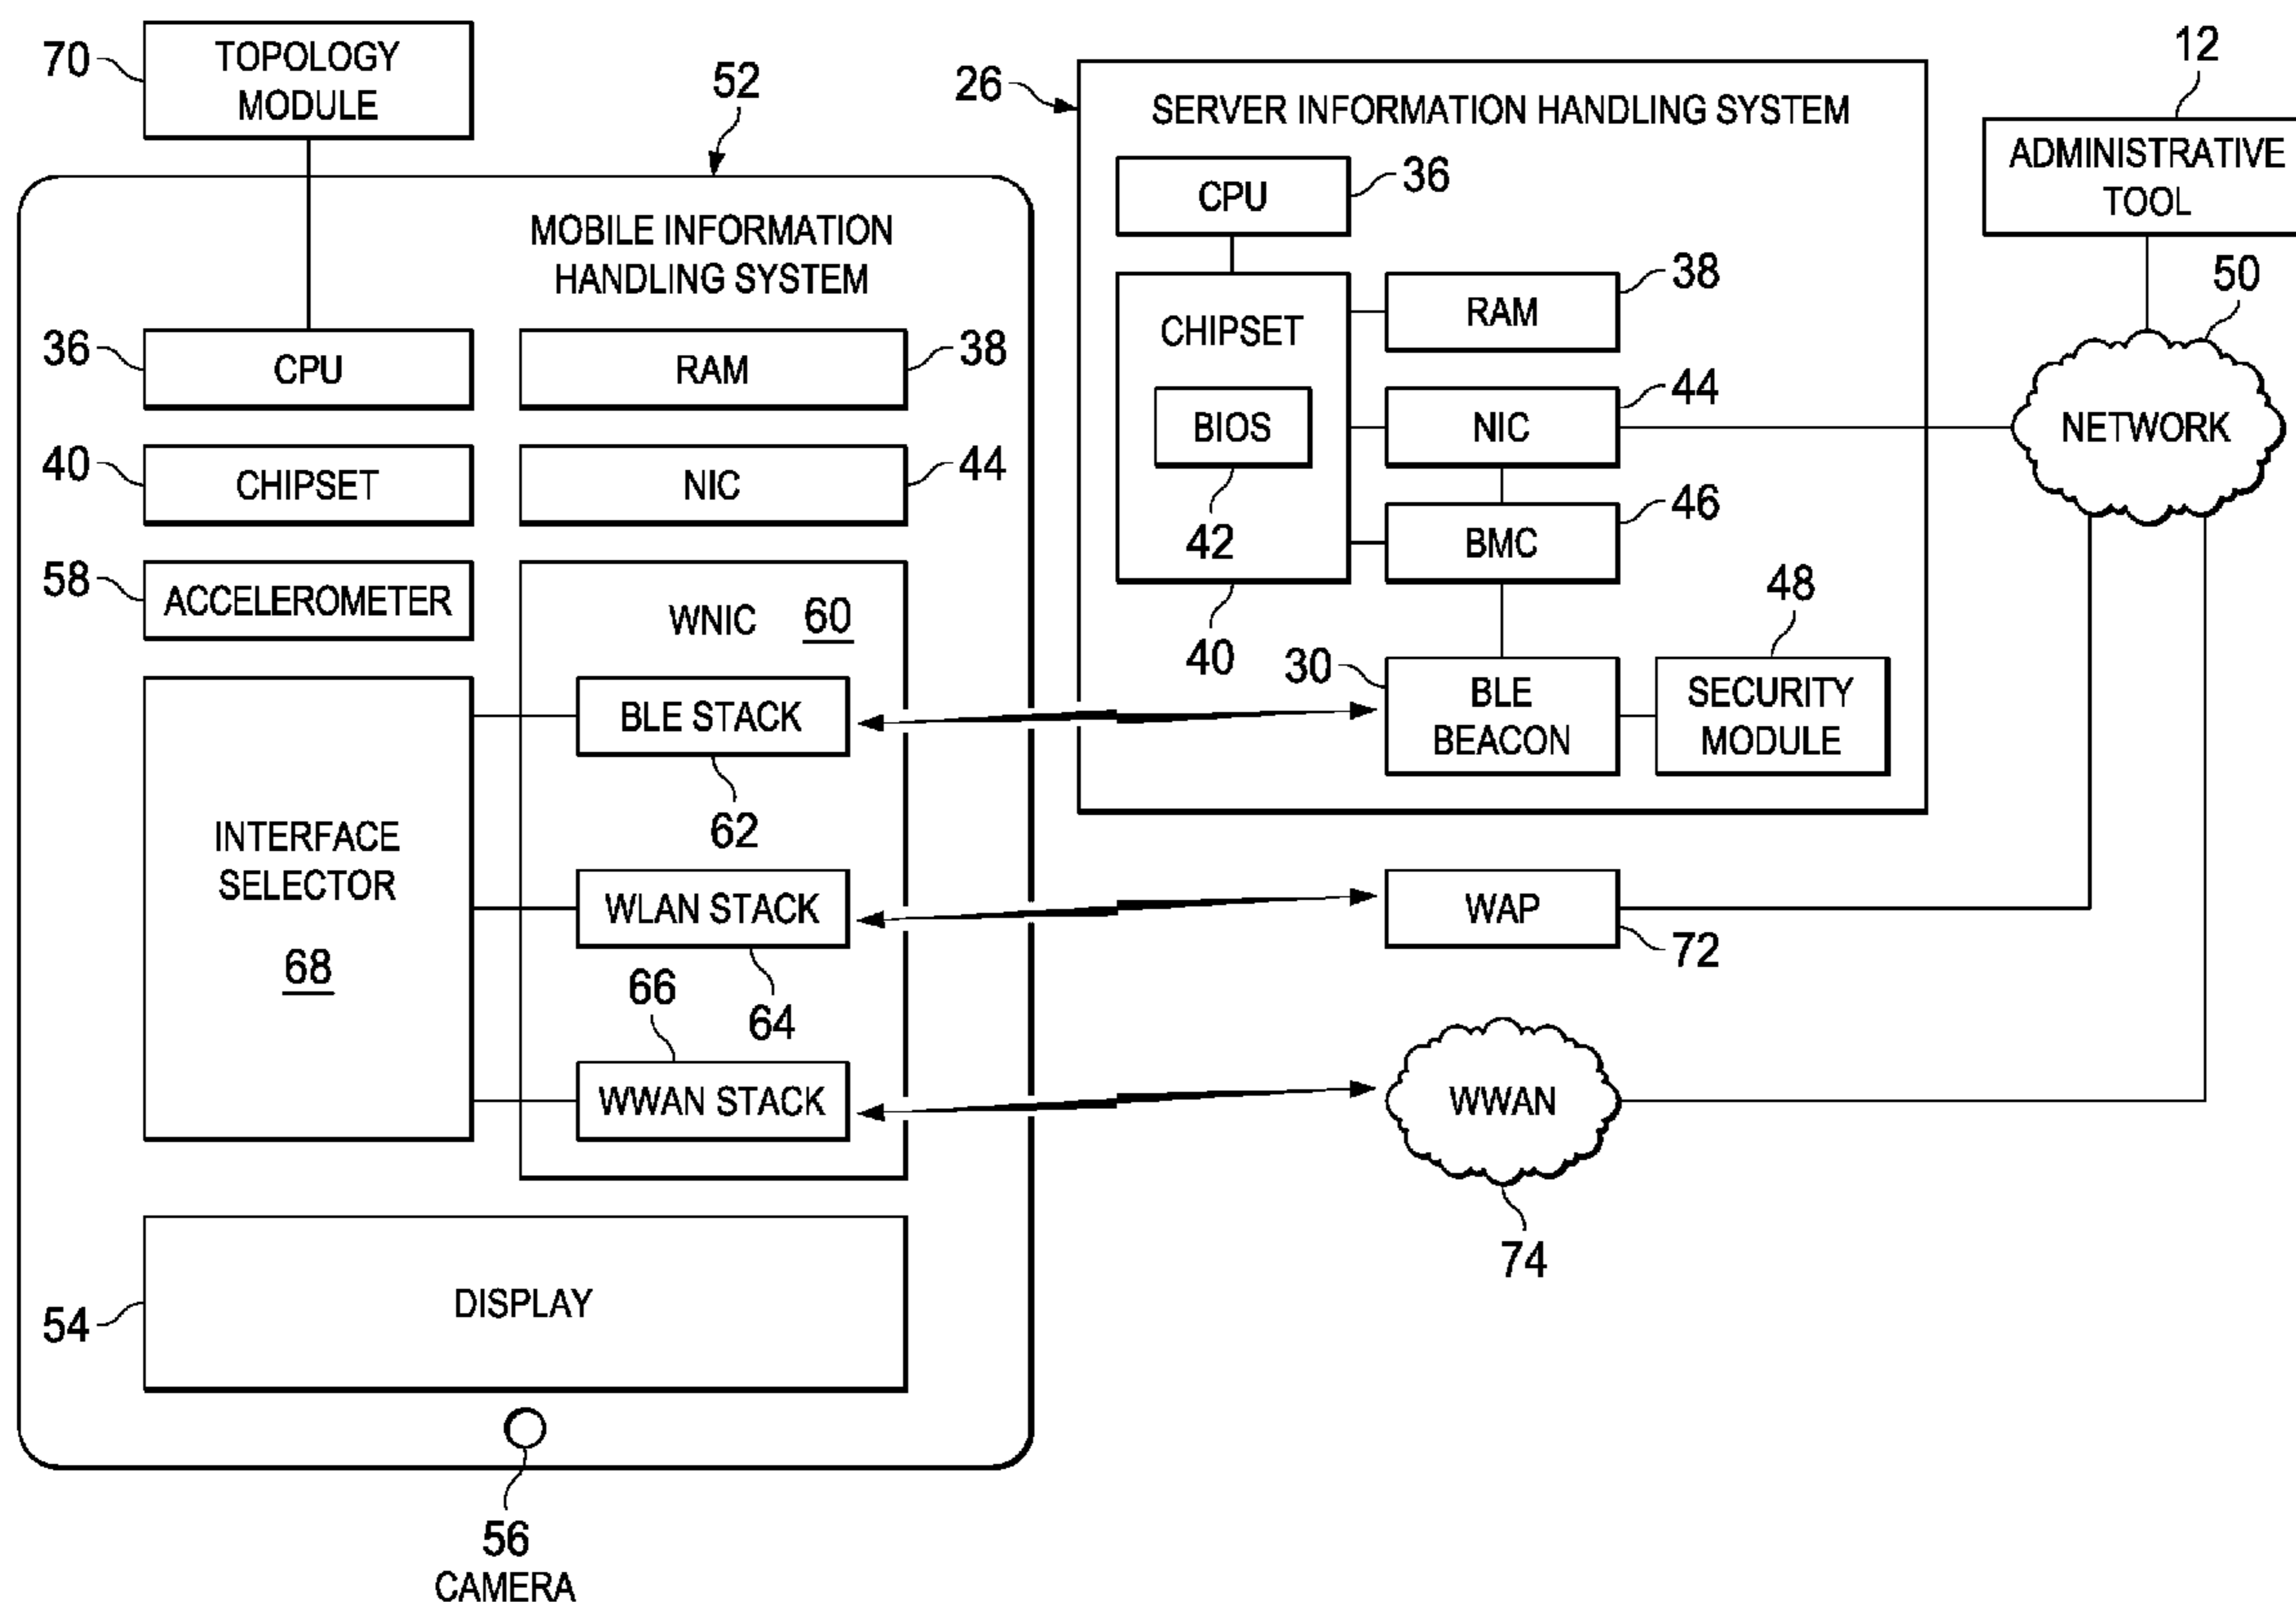 70
TOPOLOGY
MODULE
52
MOBILE INFORMATION
HANDLING SYSTEM
36
CPU
RAM
38
40
CHIPSET
NIC
44
58
ACCELEROMETER
WNIC 60
BLE STACK
62
INTERFACE
SELECTOR
68
WLAN STACK
64
66
WWAN STACK
54
DISPLAY
56
CAMERA
26
SERVER INFORMATION HANDLING SYSTEM
CPU
36
CHIPSET
RAM
38
BIOS
42
NIC
44
BMC
46
40
30
BLE
BEACON
48
SECURITY
MODULE
WAP
72
WWAN
74
12
ADMINISTRATIVE
TOOL
50
NETWORK